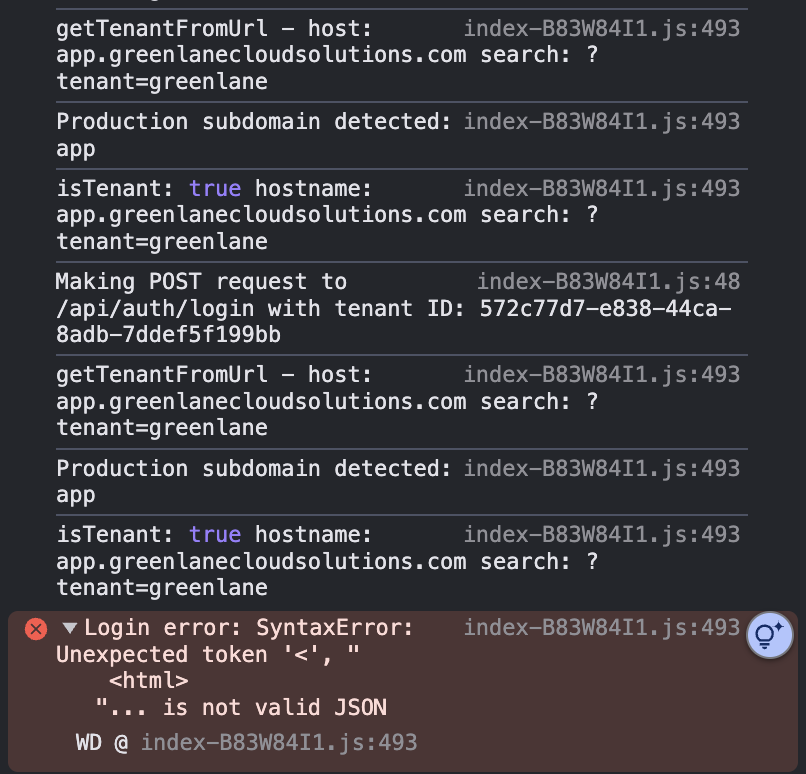 getTenantFromUrl – host: index-B83W84I1.js:493
app.greenlanecloudsolutions.com search: ?
tenant=greenlane
Production subdomain detected: index-B83W84I1.js:493
app
isTenant: true hostname: index-B83W84I1.js:493
app.greenlanecloudsolutions.com search: ?
tenant=greenlane
Making POST request to index-B83W84I1.js:48
/api/auth/login with tenant ID: 572c77d7-e838-44ca-
8adb-7ddef5f199bb
getTenantFromUrl – host: index-B83W84I1.js:493
app.greenlanecloudsolutions.com search: ?
tenant=greenlane
Production subdomain detected: index-B83W84I1.js:493
app
isTenant: true hostname: index-B83W84I1.js:493
app.greenlanecloudsolutions.com search: ?
tenant=greenlane
Login error: SyntaxError: index-B83W84I1.js:493
Unexpected token '<', "
<html>
"... is not valid JSON
WD @ index-B83W84I1.js:493